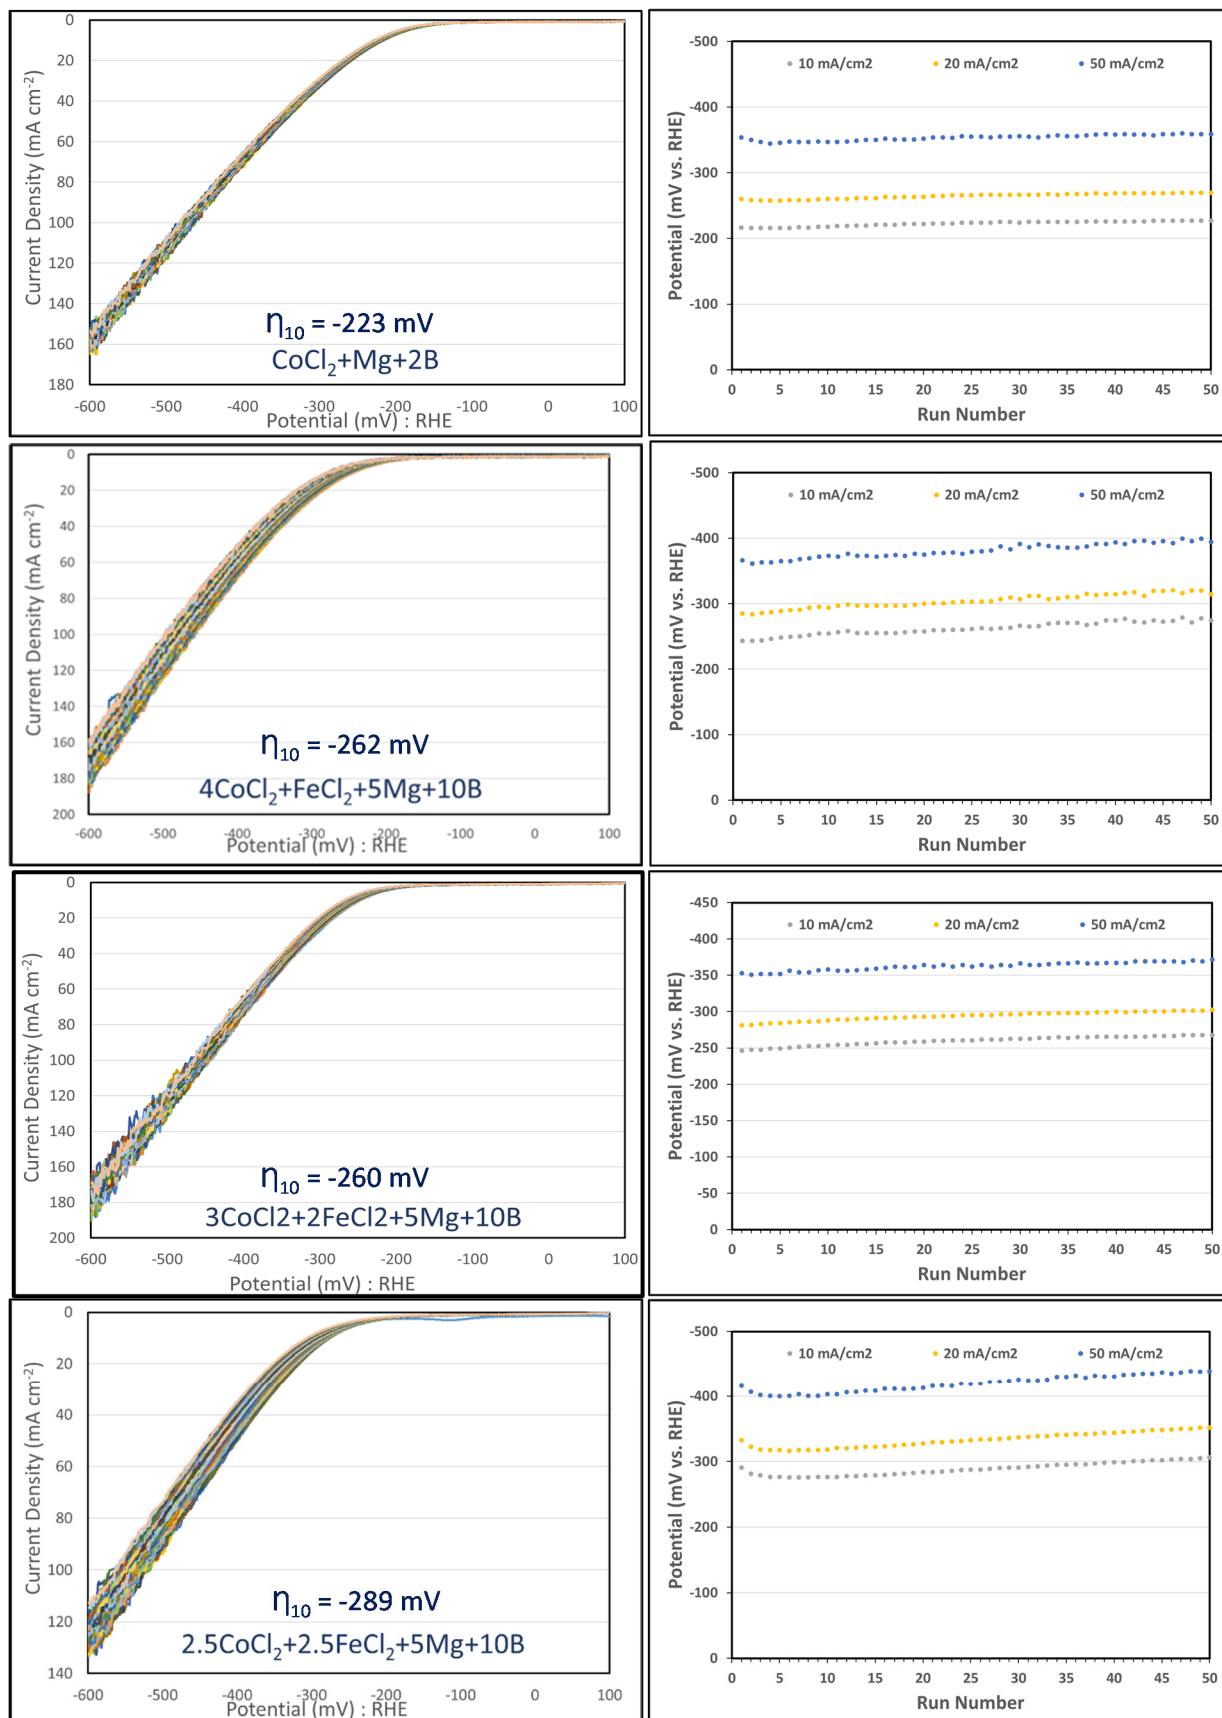 0
20
40
60
80
100
120
140
160
180
Current Density (mA cm⁻²)
η₁₀ = -223 mV
CoCl₂+Mg+2B
-600 -500 -400 -300 -200 -100 0 100
Potential (mV) : RHE
-500
-400
-300
-200
-100
0
Potential (mV vs. RHE)
10 mA/cm2 20 mA/cm2 50 mA/cm2
0 5 10 15 20 25 30 35 40 45 50
Run Number
0
20
40
60
80
100
120
140
160
180
200
Current Density (mA cm⁻²)
η₁₀ = -262 mV
4CoCl₂+FeCl₂+5Mg+10B
-600 -500 -400 -300 -200 -100 0 100
Potential (mV) : RHE
-500
-400
-300
-200
-100
0
Potential (mV vs. RHE)
10 mA/cm2 20 mA/cm2 50 mA/cm2
0 5 10 15 20 25 30 35 40 45 50
Run Number
0
20
40
60
80
100
120
140
160
180
200
Current Density (mA cm⁻²)
η₁₀ = -260 mV
3CoCl2+2FeCl2+5Mg+10B
-600 -500 -400 -300 -200 -100 0 100
Potential (mV) : RHE
-450
-400
-350
-300
-250
-200
-150
-100
-50
0
Potential (mV vs. RHE)
10 mA/cm2 20 mA/cm2 50 mA/cm2
0 5 10 15 20 25 30 35 40 45 50
Run Number
0
20
40
60
80
100
120
140
Current Density (mA cm⁻²)
η₁₀ = -289 mV
2.5CoCl₂+2.5FeCl₂+5Mg+10B
-600 -500 -400 -300 -200 -100 0 100
Potential (mV) : RHE
-500
-400
-300
-200
-100
0
Potential (mV vs. RHE)
10 mA/cm2 20 mA/cm2 50 mA/cm2
0 5 10 15 20 25 30 35 40 45 50
Run Number